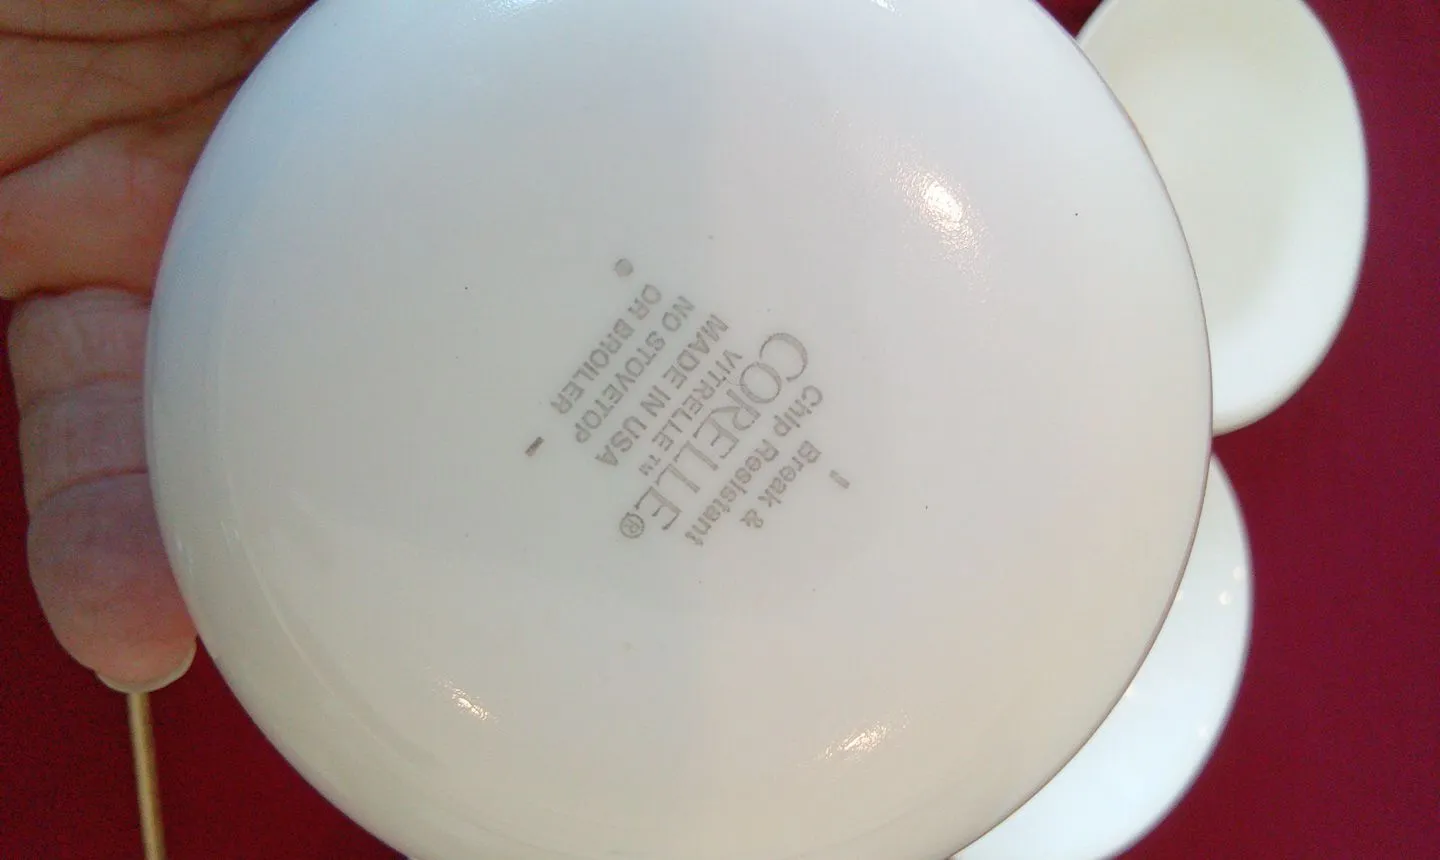 Break &
Chip Resistant
CORELLE®
VITRELLE™
MADE IN USA
NO STOVETOP
OR BROILER